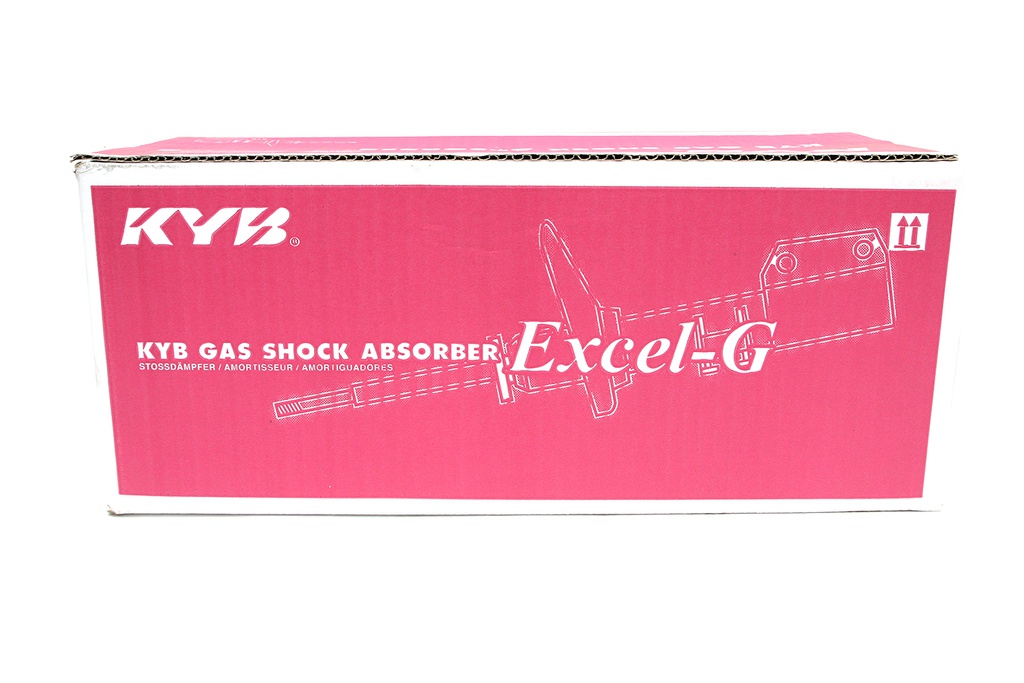 KYB®
KYB GAS SHOCK ABSORBER Excel-G
STOSSDÄMPFER / AMORTISSEUR / AMORTIGUADORES